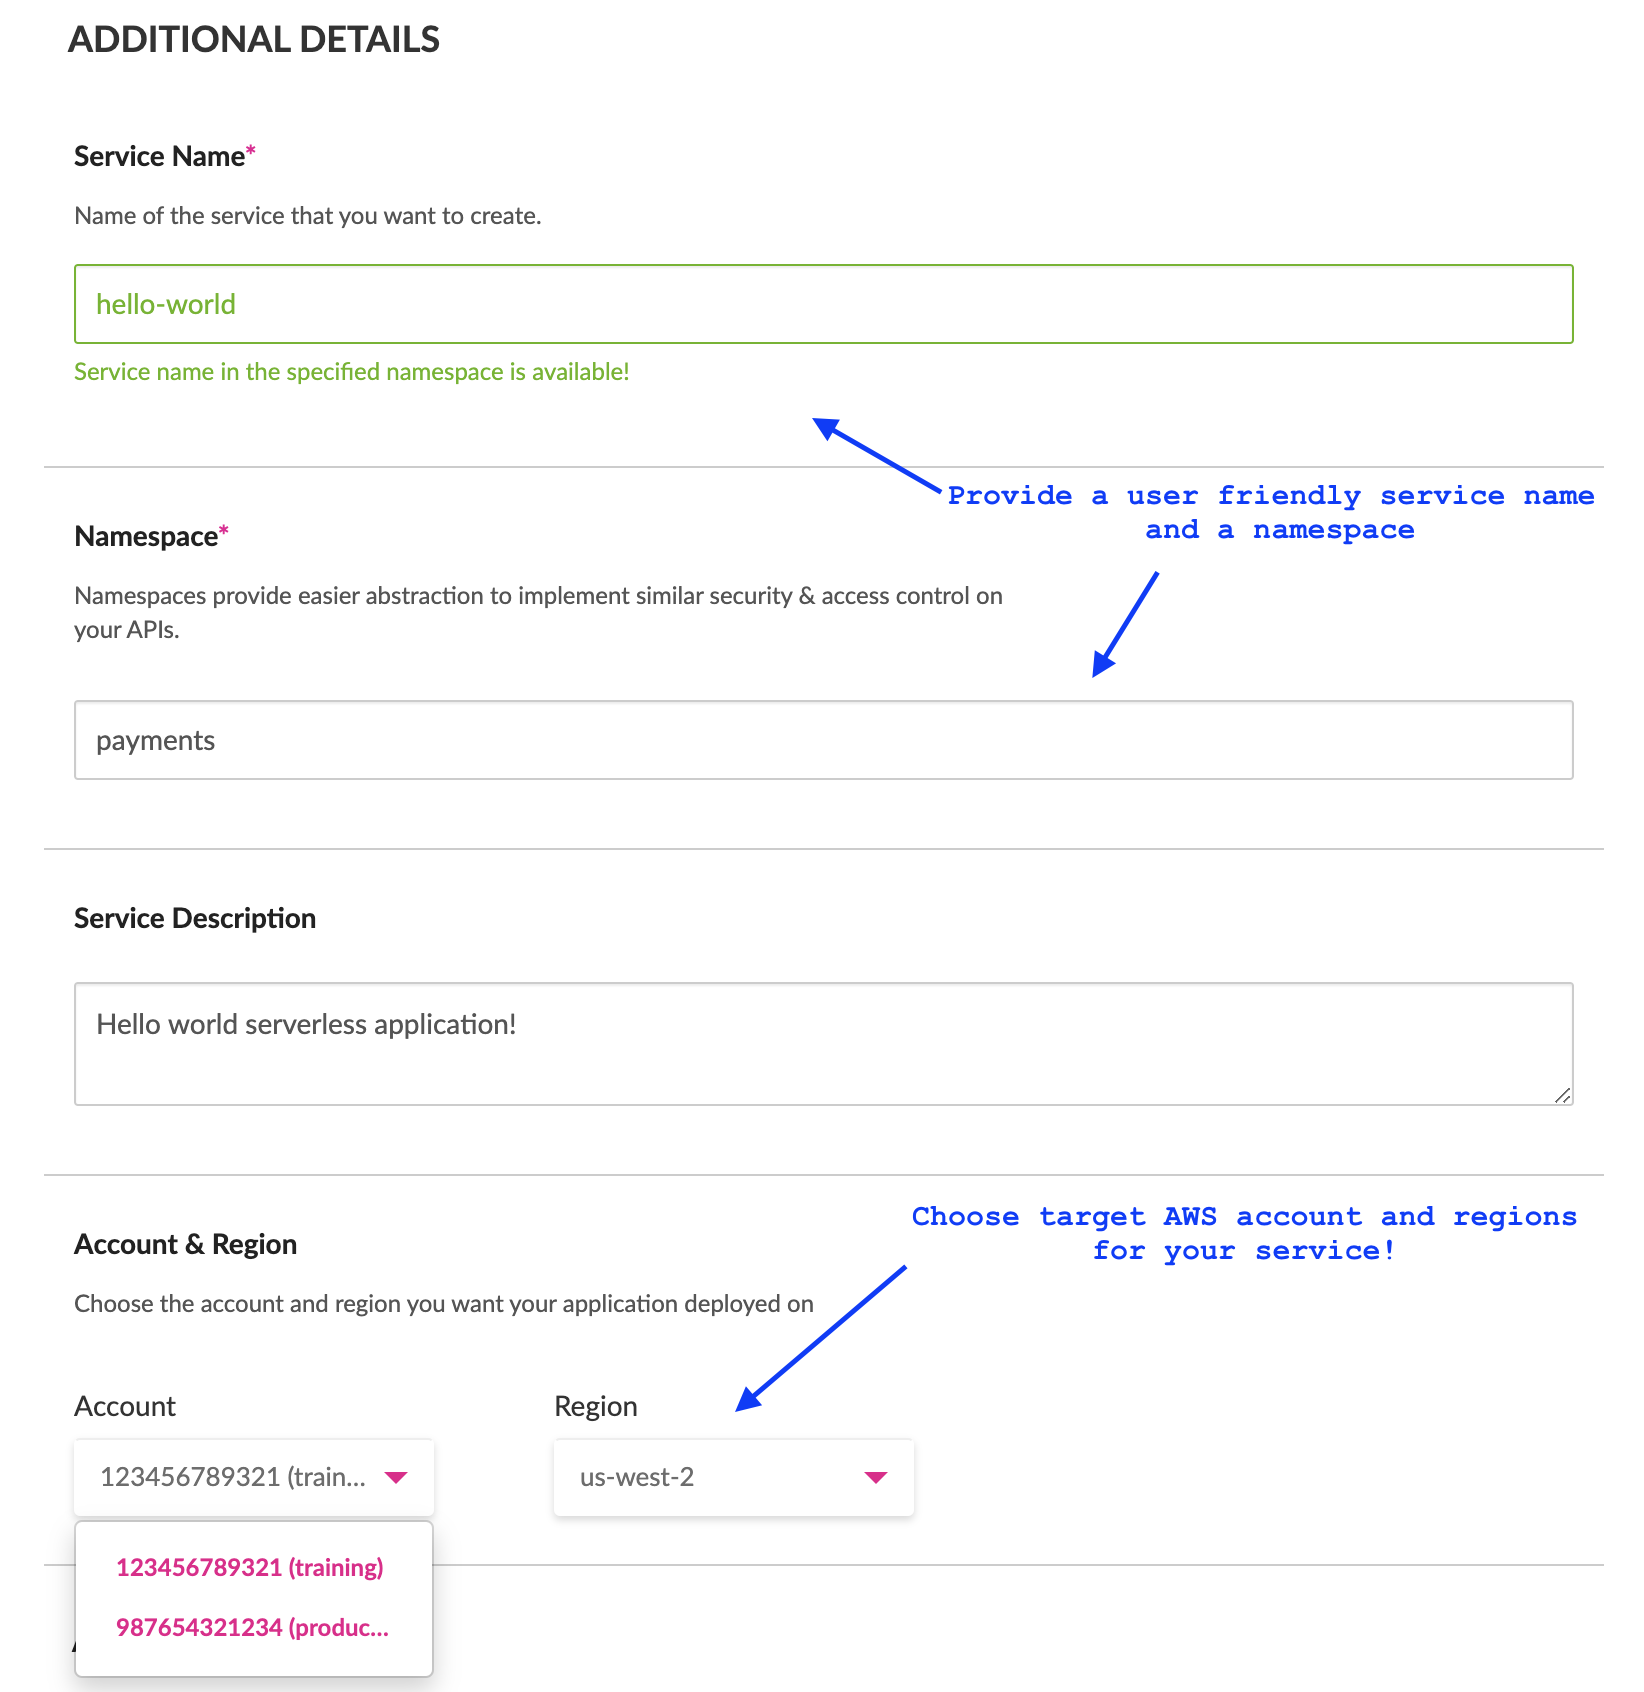 ADDITIONAL DETAILS
Service Name*
Name of the service that you want to create.
hello-world
Service name in the specified namespace is available!
Provide a user friendly service name
and a namespace
Namespace*
Namespaces provide easier abstraction to implement similar security & access control on
your APIs.
payments
Service Description
Hello world serverless application!
Choose target AWS account and regions
for your service!
Account & Region
Choose the account and region you want your application deployed on
Account
Region
123456789321 (train...
us-west-2
123456789321 (training)
987654321234 (produc...